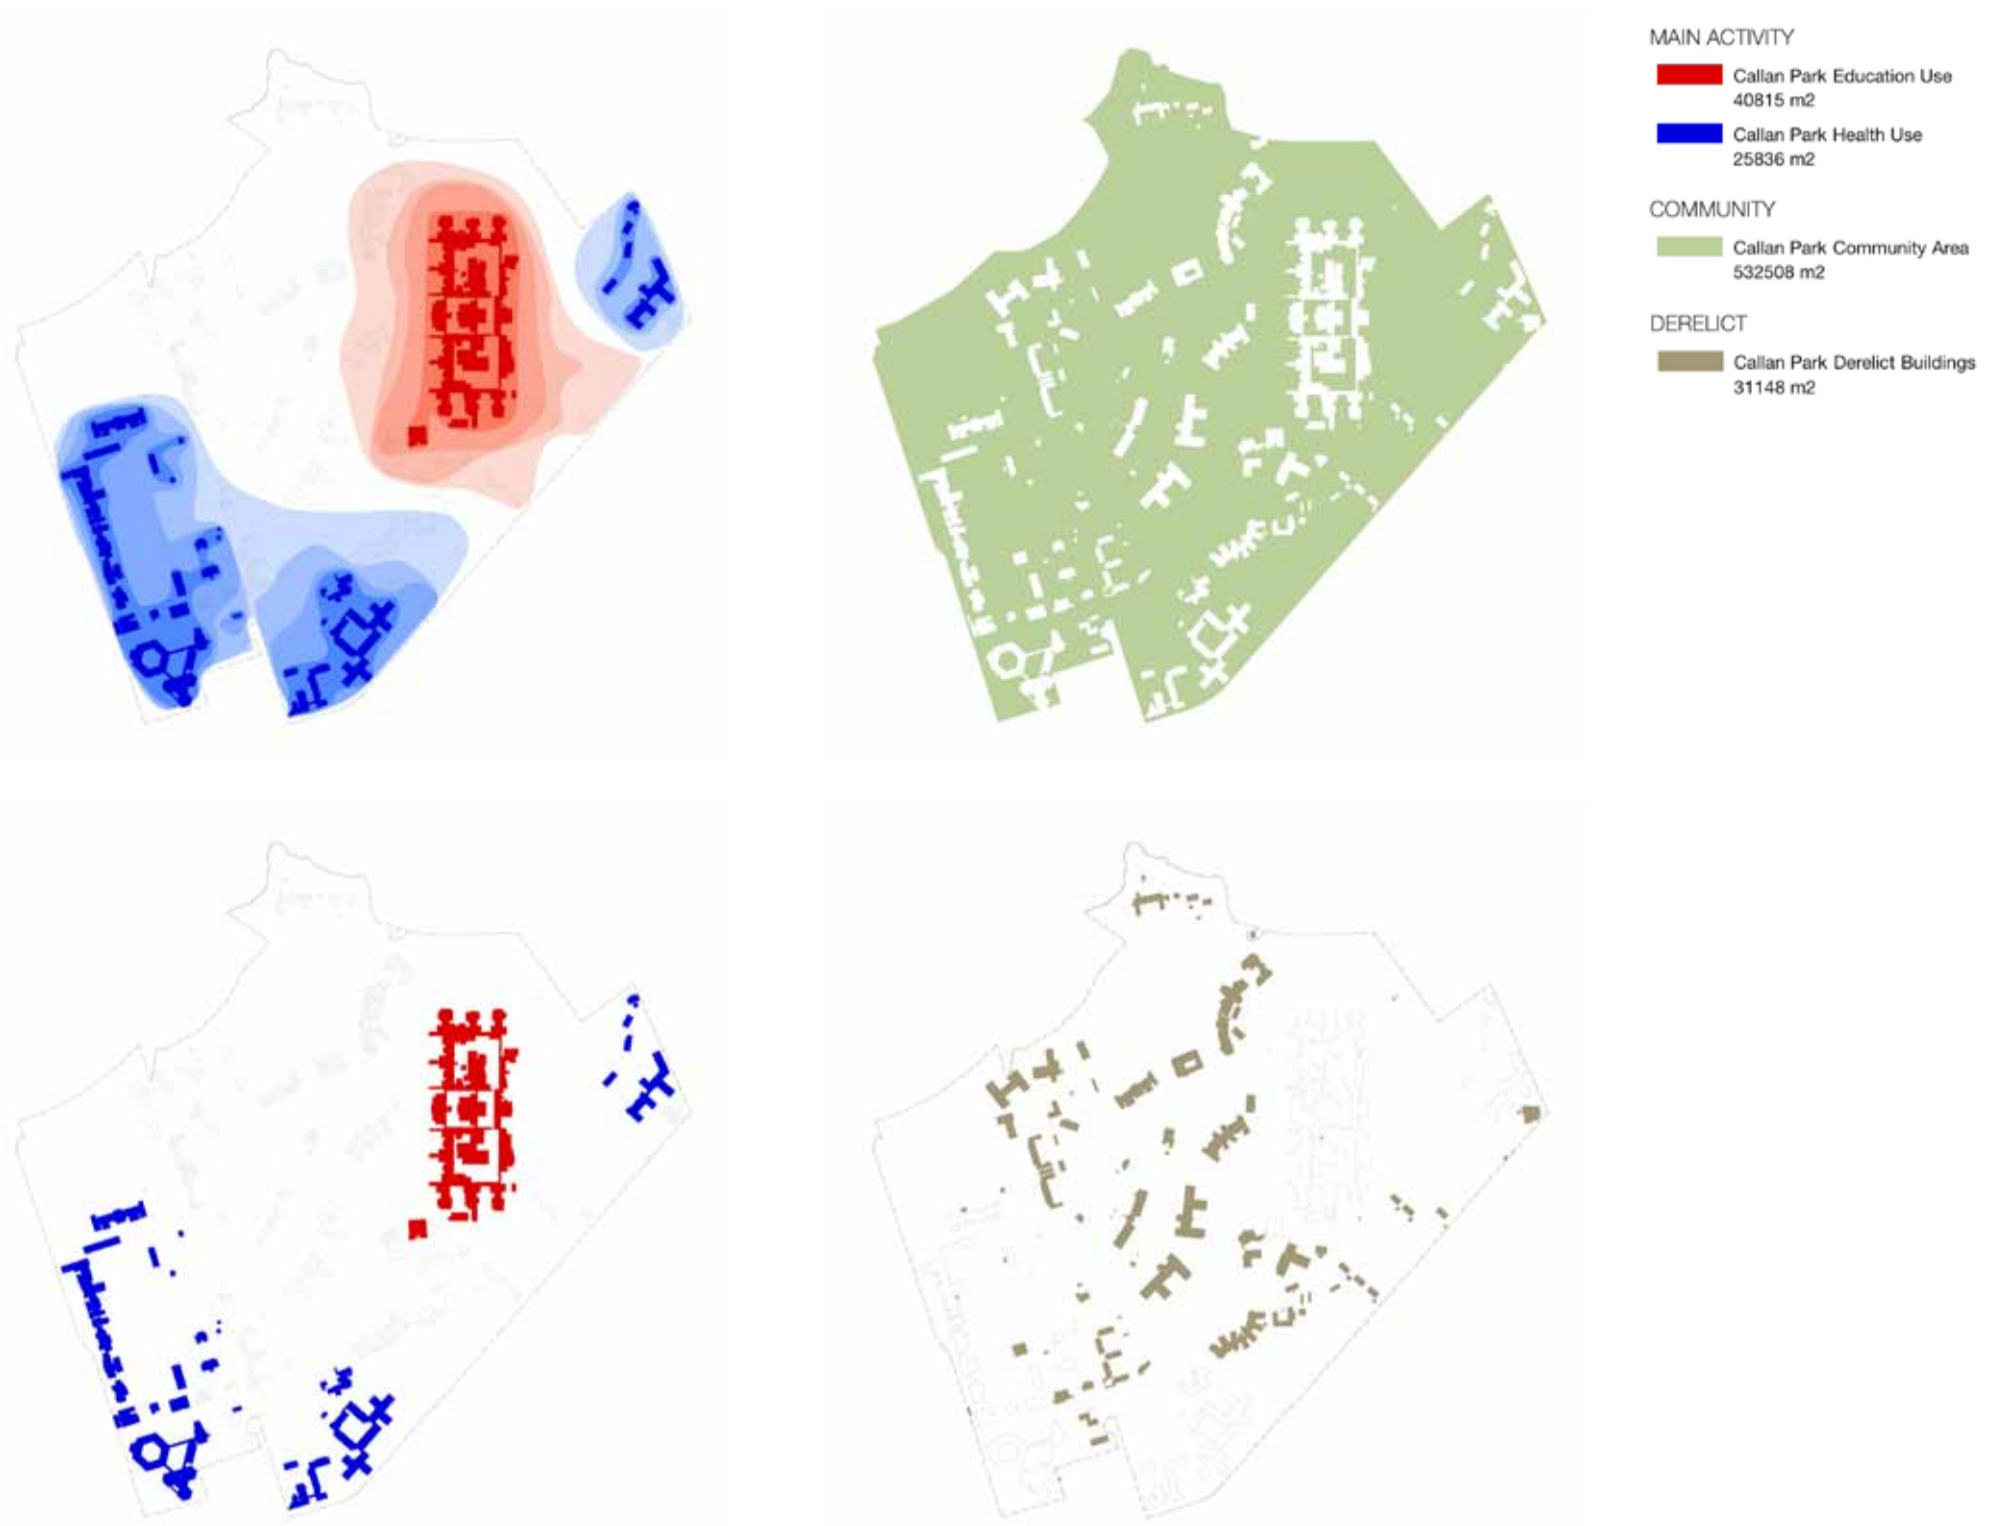 MAIN ACTIVITY
Callan Park Education Use
40815 m2
Callan Park Health Use
25836 m2
COMMUNITY
Callan Park Community Area
532508 m2
DERELICT
Callan Park Derelict Buildings
31148 m2